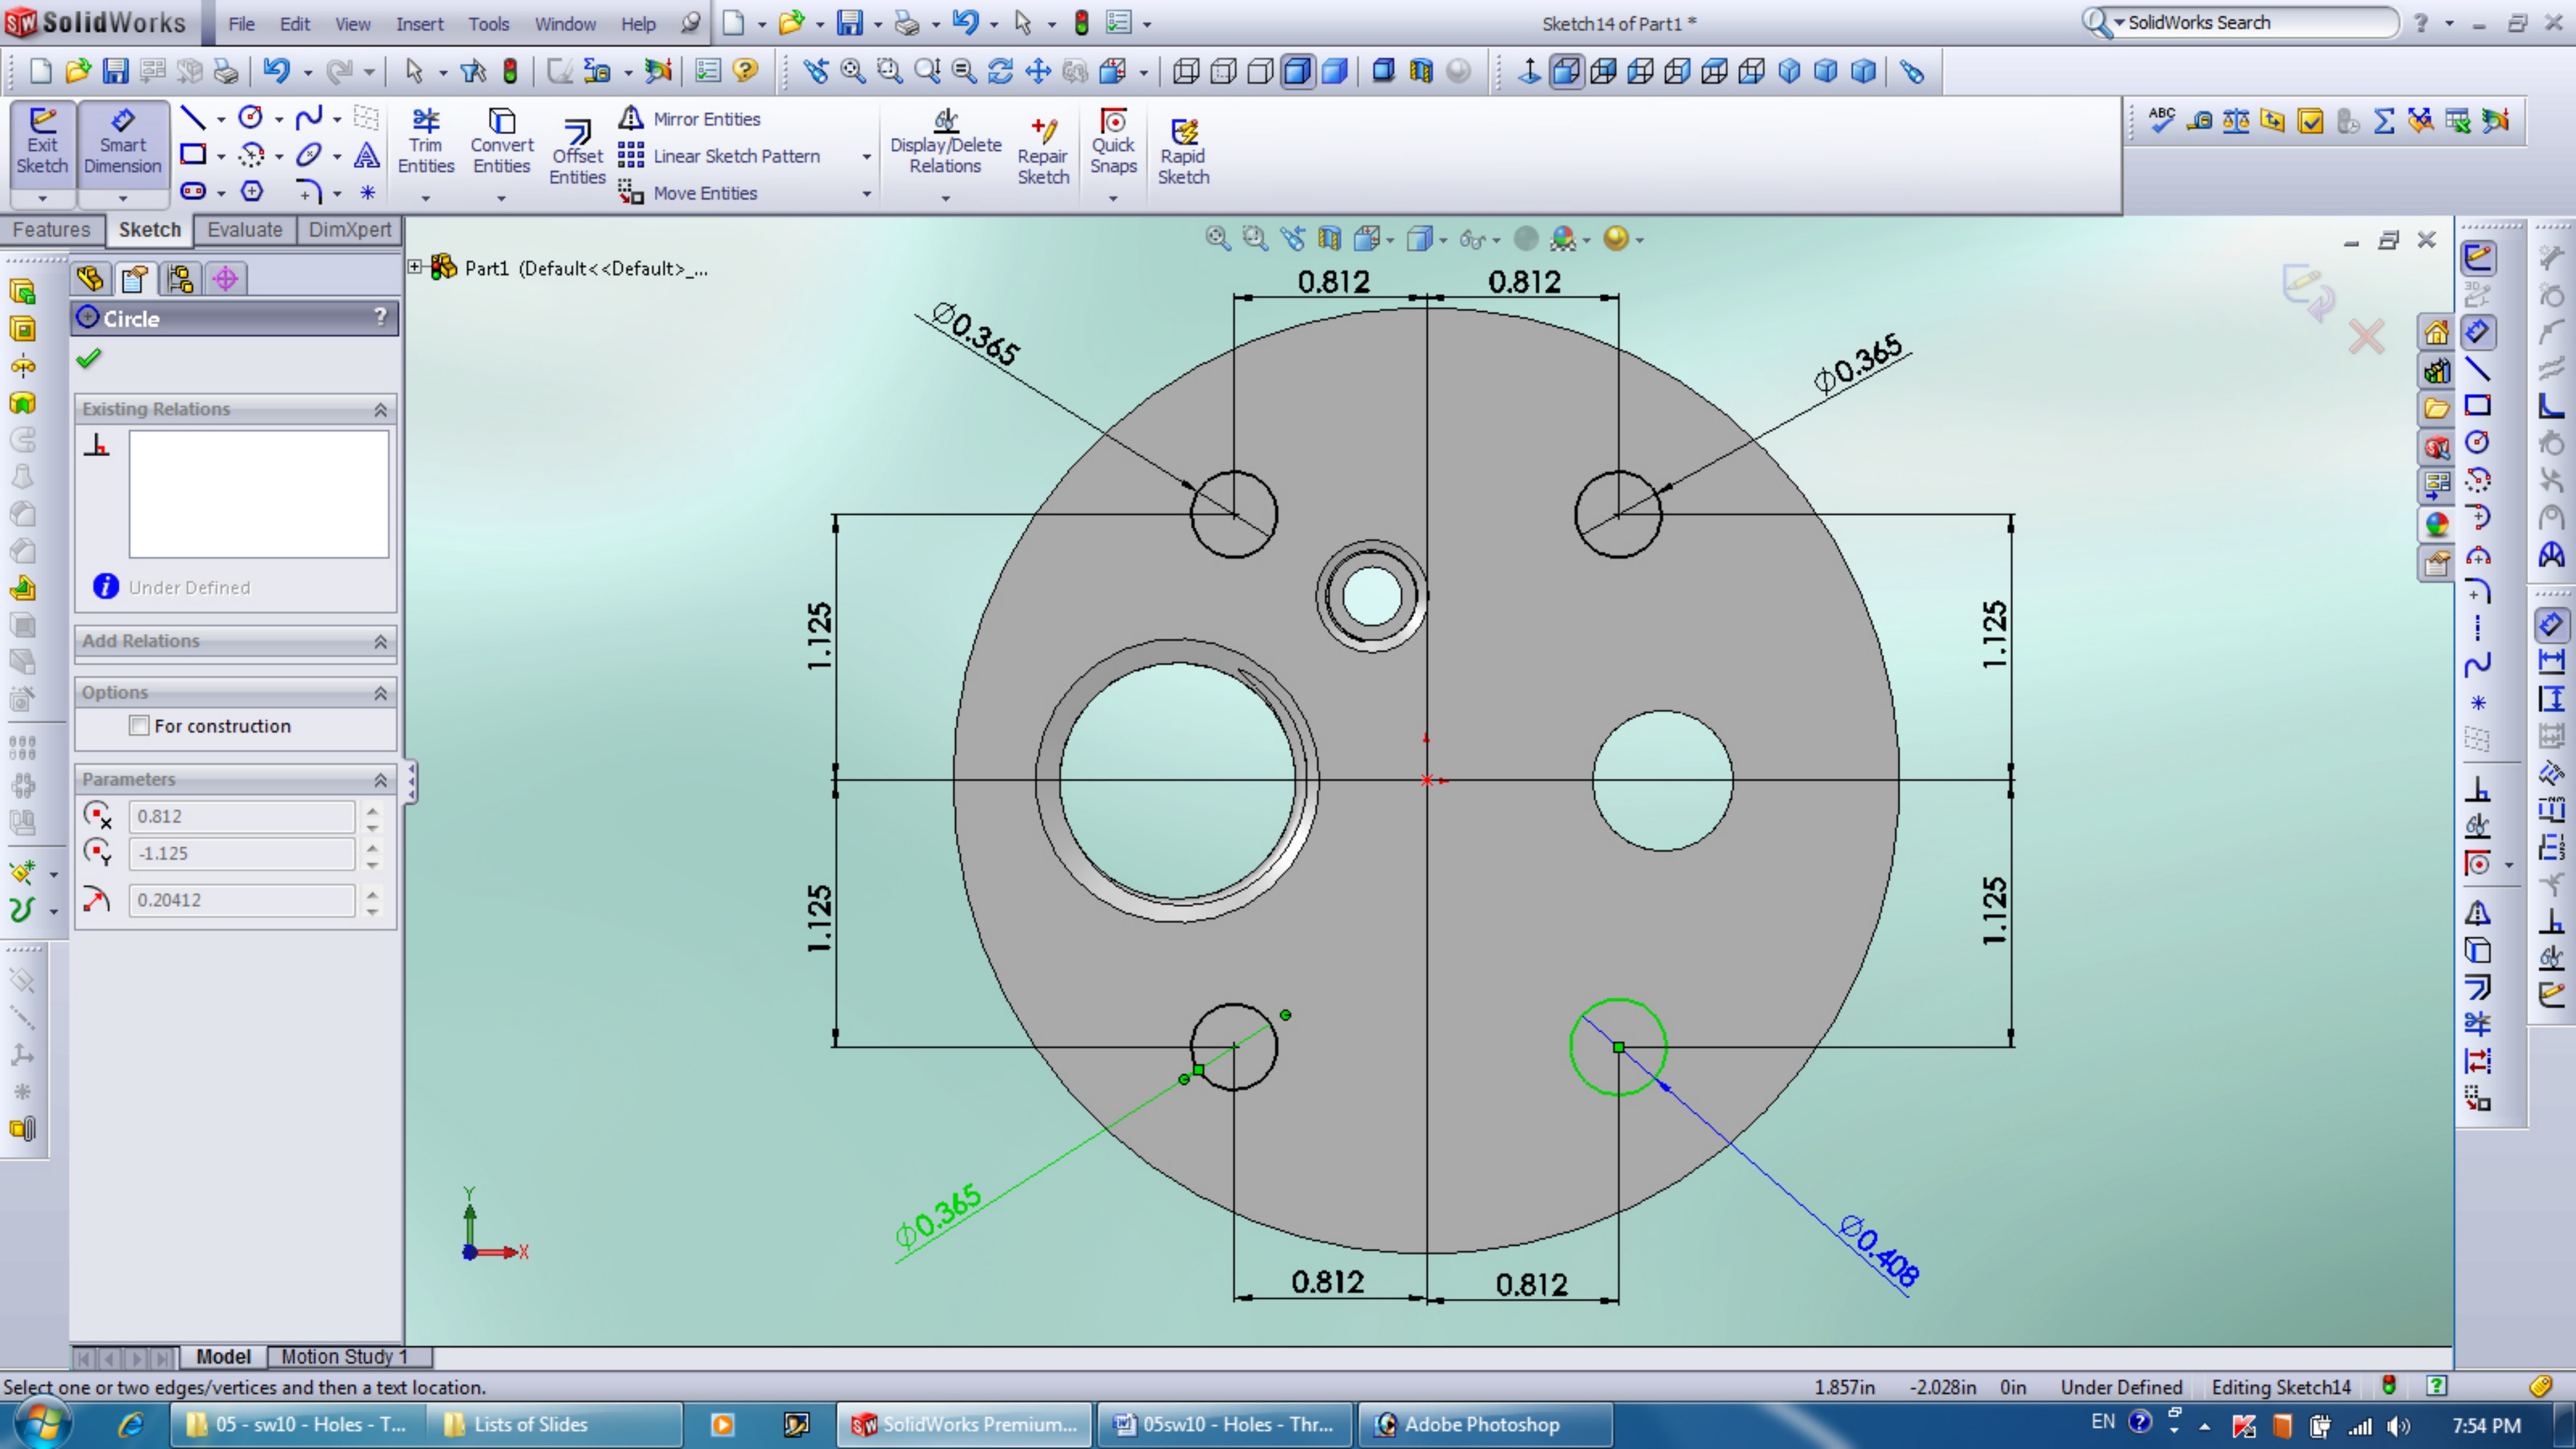 SolidWorks File Edit View Insert Tools Window Help Sketch14 of Part1 * SolidWorks Search ?
Exit Sketch
Smart Dimension
Trim Entities
Convert Entities
Offset Entities
Mirror Entities
Linear Sketch Pattern
Move Entities
Display/Delete Relations
Repair Sketch
Quick Snaps
Rapid Sketch
ABC
Features Sketch Evaluate DimXpert
Part1 (Default<<Default>_...
Circle ?
Existing Relations
Under Defined
Add Relations
Options
For construction
Parameters
0.812
-1.125
0.20412
0.812 0.812
Ø0.365
Ø0.365
1.125
1.125
1.125
1.125
Ø0.365
Ø0.408
0.812 0.812
Y
X
3D
Model Motion Study 1
Select one or two edges/vertices and then a text location. 1.857in -2.028in 0in Under Defined Editing Sketch14
05 - sw10 - Holes - T... Lists of Slides SolidWorks Premium... 05sw10 - Holes - Thr... Adobe Photoshop EN 7:54 PM